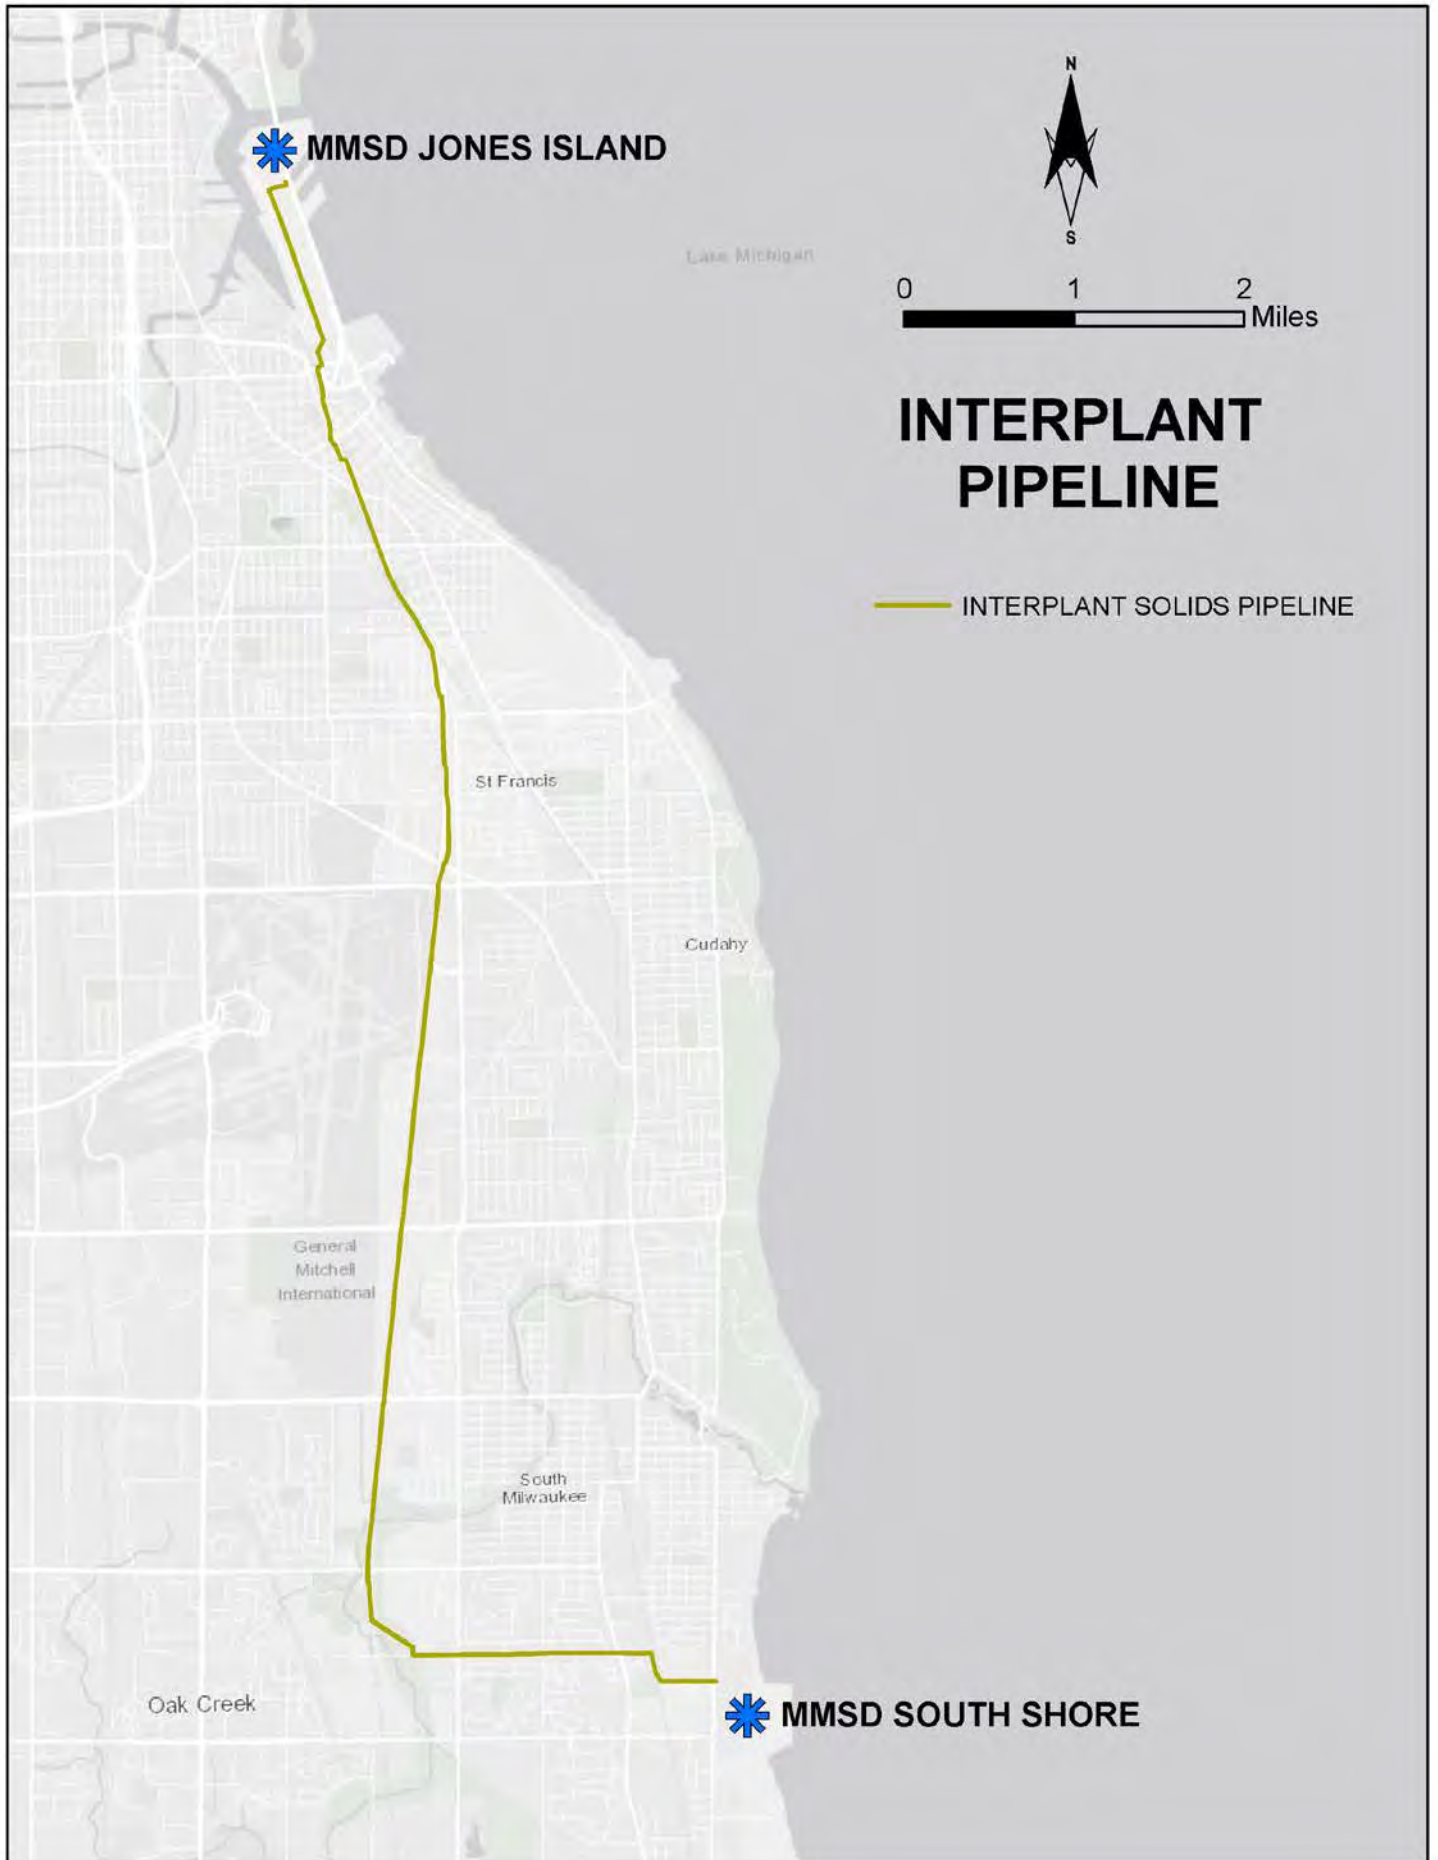 N
MMSD JONES ISLAND
S
Lake Michigan
0 1 2
Miles
INTERPLANT
PIPELINE
INTERPLANT SOLIDS PIPELINE
St Francis
Cudahy
General
Mitchell
International
South
Milwaukee
Oak Creek
MMSD SOUTH SHORE